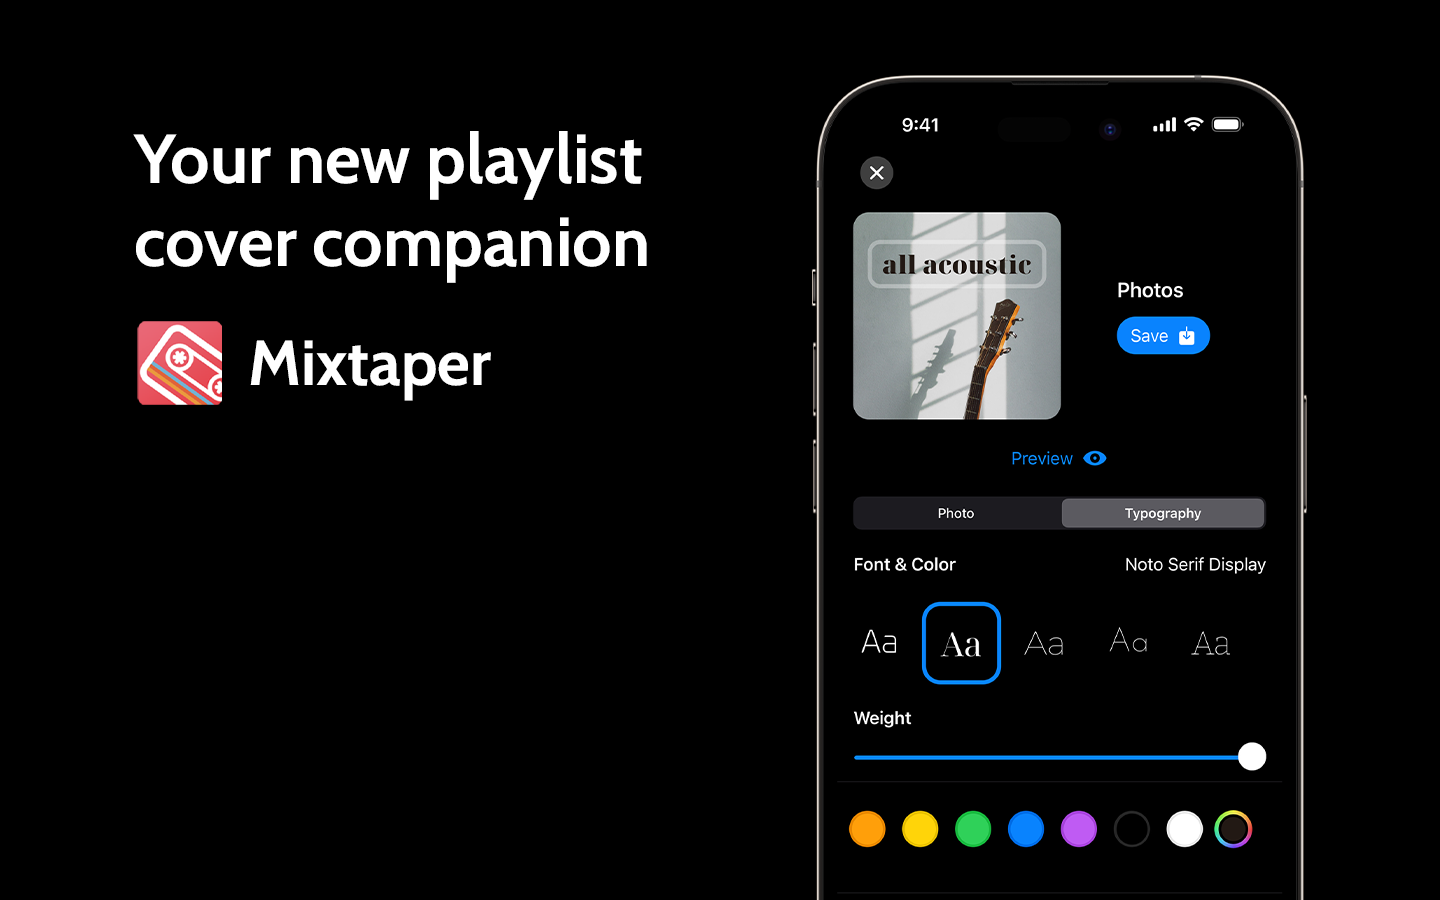 Your new playlist
cover companion
Mixtaper
9:41
all acoustic
Photos
Save
Preview
Photo
Typography
Font & Color
Noto Serif Display
Aa
Aa
Aa
Aa
Aa
Weight